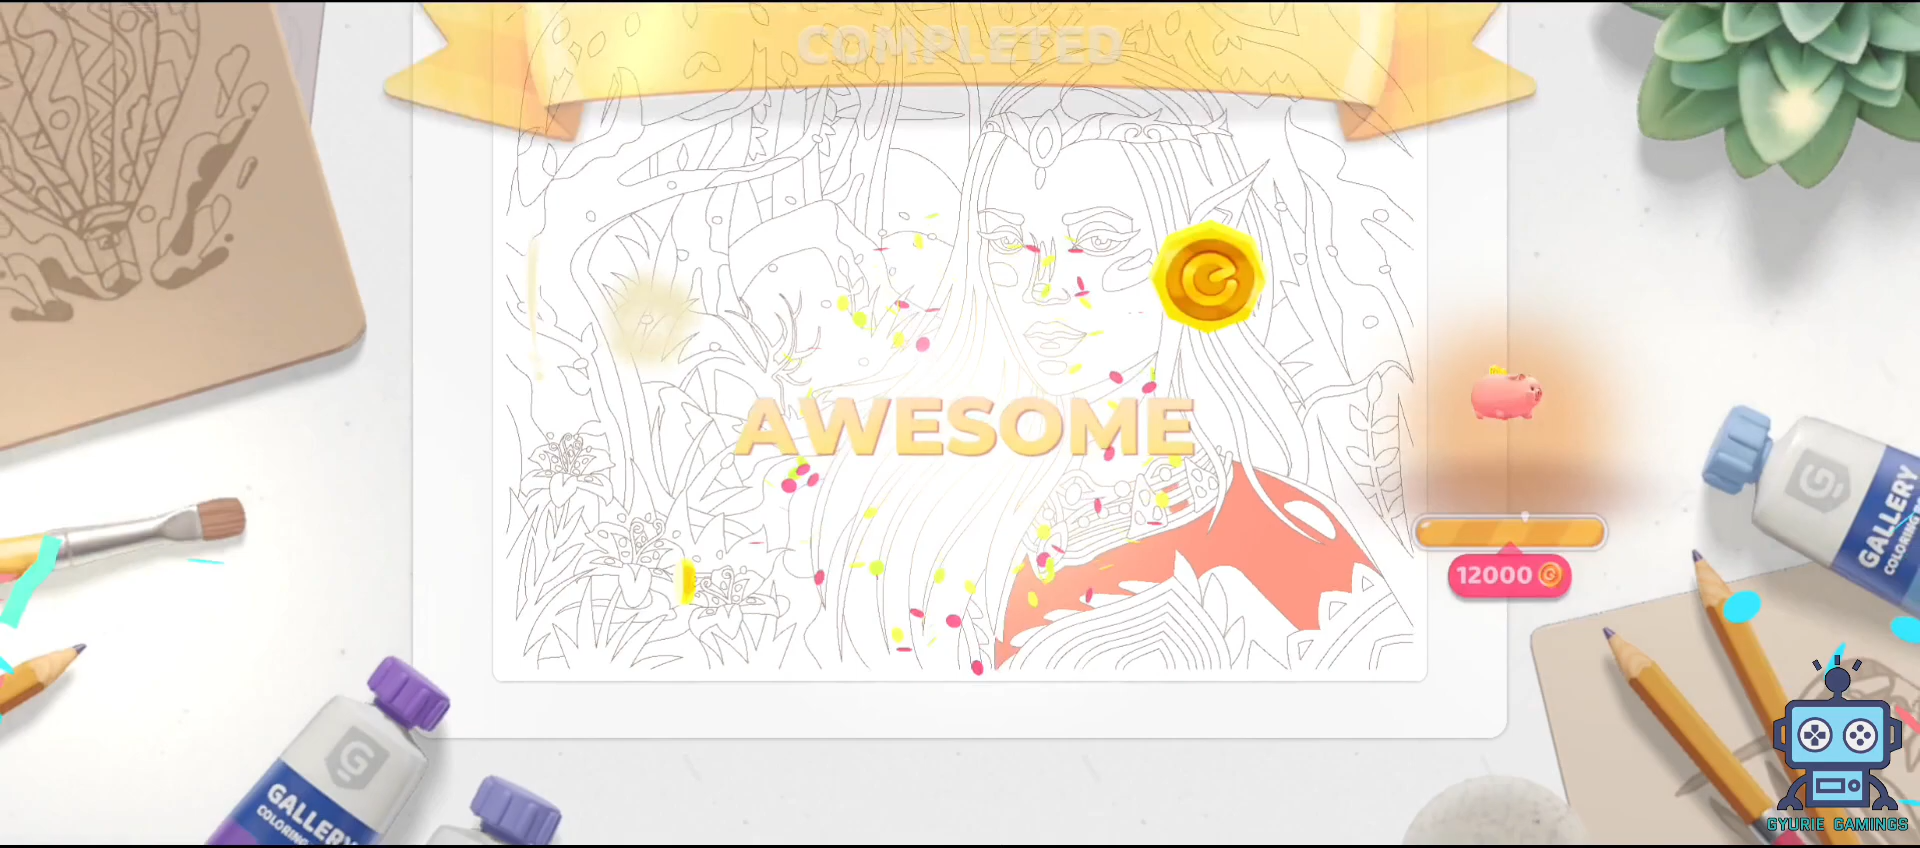 COMPLETED
AWESOME
12000
GALLERY
GALLERY
COLORING
GYURIE GAMINGS